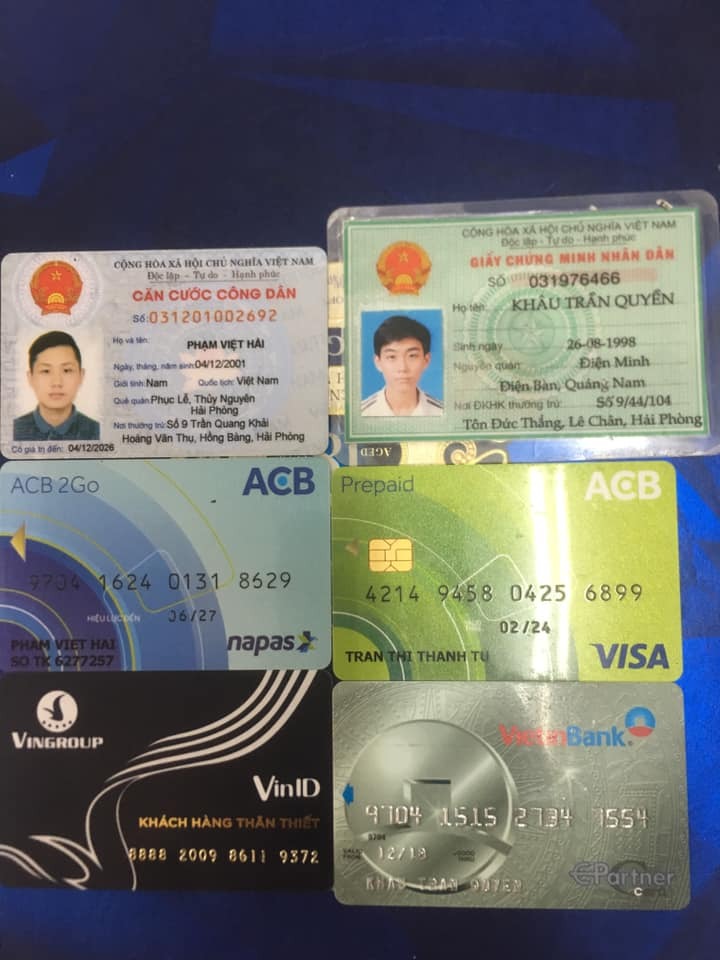 CỘNG HÒA XÃ HỘI CHỦ NGHĨA VIỆT NAM
Độc lập - Tự do - Hạnh phúc
CĂN CƯỚC CÔNG DÂN
Số: 031201002692
Họ và tên:
PHẠM VIỆT HẢI
Ngày, tháng, năm sinh: 04/12/2001
Giới tính: Nam Quốc tịch: Việt Nam
Quê quán: Phục Lễ, Thủy Nguyên
Hải Phòng
Nơi thường trú: Số 9 Trần Quang Khải
Hoàng Văn Thụ, Hồng Bàng, Hải Phòng
Có giá trị đến: 04/12/2026
CỘNG HÒA XÃ HỘI CHỦ NGHĨA VIỆT NAM
Độc lập - Tự do - Hạnh phúc
GIẤY CHỨNG MINH NHÂN DÂN
SỐ 031976466
Họ tên: KHÂU TRẦN QUYỀN
Sinh ngày 26-08-1998
Nguyên quán: Điện Minh
Điện Bàn, Quảng Nam
Nơi ĐKHK thường trú: Số 9/44/104
Tôn Đức Thắng, Lê Chân, Hải Phòng
AGED
ACB 2Go ACB
9704 1624 0131 8629
HIỆU LỰC ĐẾN 06/27
PHAM VIET HAI
SO TK 6277257
napas
Prepaid ACB
4214 9458 0425 6899
02/24
TRAN THI THANH TU
VISA
VINGROUP
VinID
KHÁCH HÀNG THÂN THIẾT
8888 2009 8611 9372
VietinBank
9704 1515 2734 7554
9704
VALID FROM 12/18 GOOD THRU
KHAU TRAN QUYEN
E-Partner
C